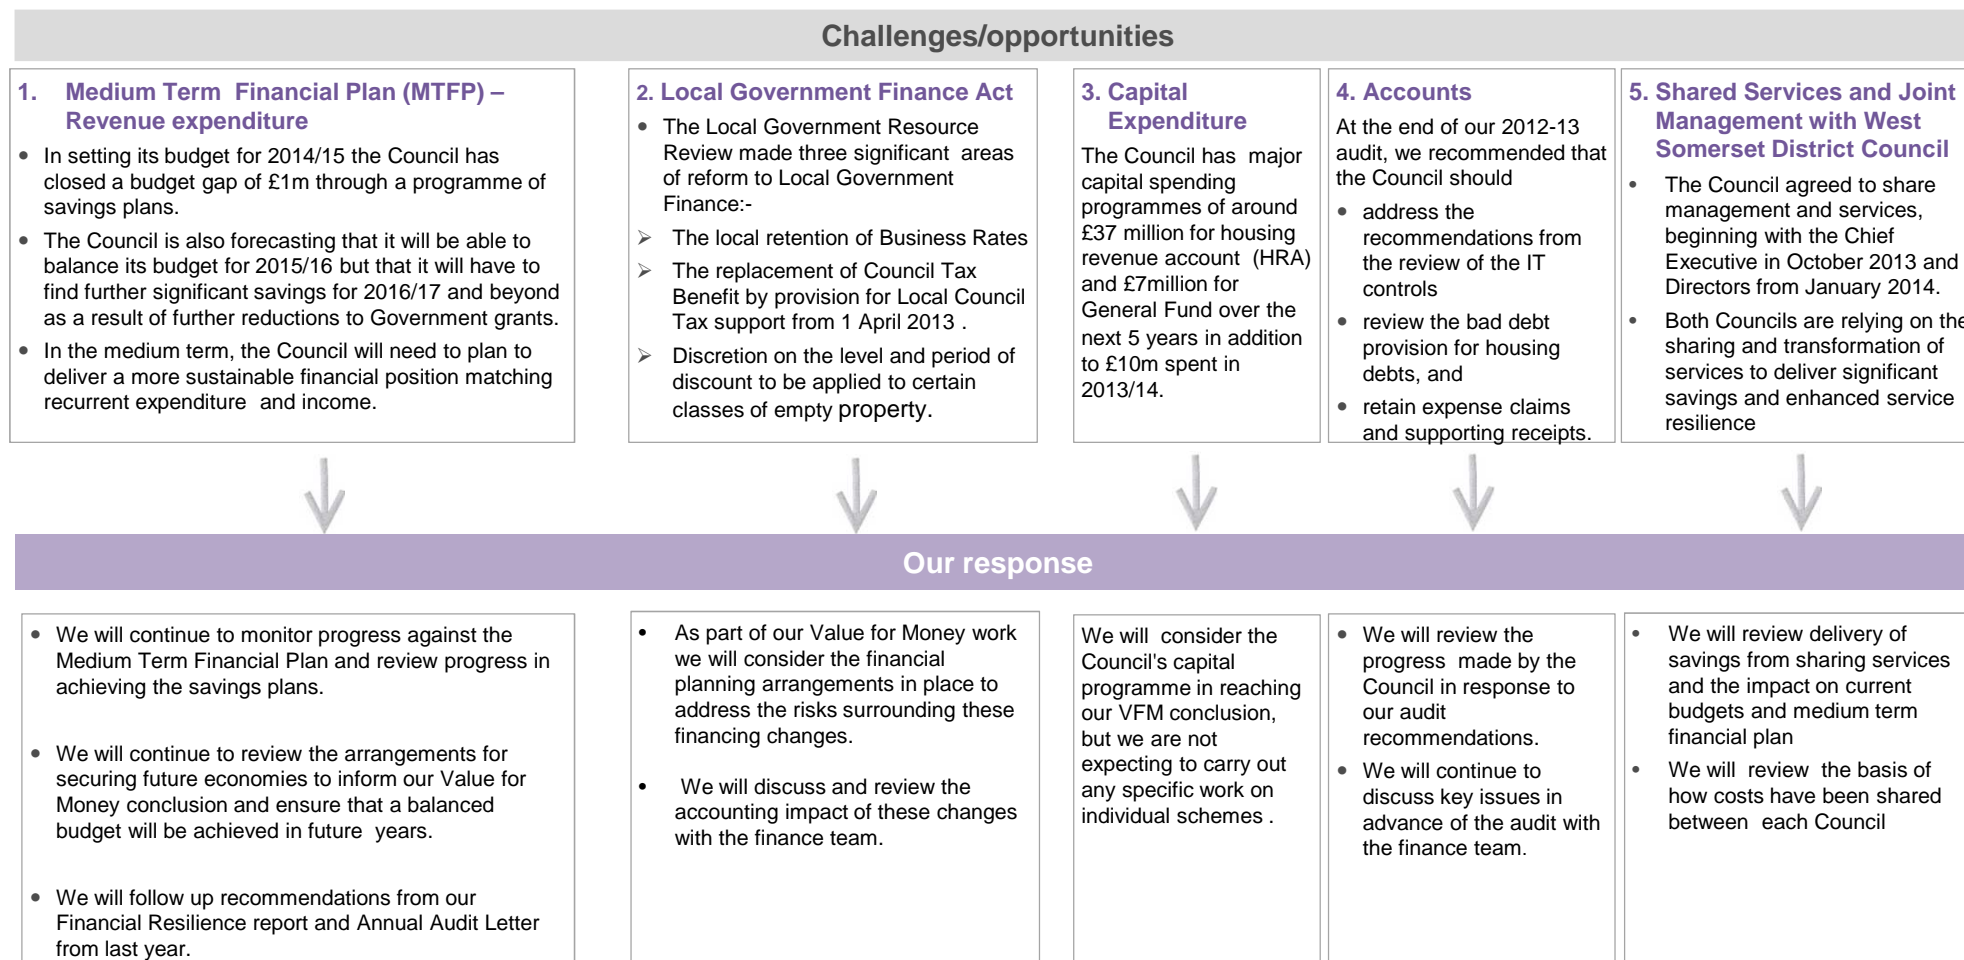 Challenges/opportunities
1. Medium Term Financial Plan (MTFP) –
Revenue expenditure
• In setting its budget for 2014/15 the Council has
closed a budget gap of £1m through a programme of
savings plans.
• The Council is also forecasting that it will be able to
balance its budget for 2015/16 but that it will have to
find further significant savings for 2016/17 and beyond
as a result of further reductions to Government grants.
• In the medium term, the Council will need to plan to
deliver a more sustainable financial position matching
recurrent expenditure and income.
2. Local Government Finance Act
• The Local Government Resource
Review made three significant areas
of reform to Local Government
Finance:-
➢ The local retention of Business Rates
➢ The replacement of Council Tax
Benefit by provision for Local Council
Tax support from 1 April 2013 .
➢ Discretion on the level and period of
discount to be applied to certain
classes of empty property.
3. Capital
Expenditure
The Council has major
capital spending
programmes of around
£37 million for housing
revenue account (HRA)
and £7million for
General Fund over the
next 5 years in addition
to £10m spent in
2013/14.
4. Accounts
At the end of our 2012-13
audit, we recommended that
the Council should
• address the
recommendations from
the review of the IT
controls
• review the bad debt
provision for housing
debts, and
• retain expense claims
and supporting receipts.
5. Shared Services and Joint
Management with West
Somerset District Council
• The Council agreed to share
management and services,
beginning with the Chief
Executive in October 2013 and
Directors from January 2014.
• Both Councils are relying on the
sharing and transformation of
services to deliver significant
savings and enhanced service
resilience
Our response
• We will continue to monitor progress against the
Medium Term Financial Plan and review progress in
achieving the savings plans.
• We will continue to review the arrangements for
securing future economies to inform our Value for
Money conclusion and ensure that a balanced
budget will be achieved in future years.
• We will follow up recommendations from our
Financial Resilience report and Annual Audit Letter
from last year.
• As part of our Value for Money work
we will consider the financial
planning arrangements in place to
address the risks surrounding these
financing changes.
• We will discuss and review the
accounting impact of these changes
with the finance team.
We will consider the
Council's capital
programme in reaching
our VFM conclusion,
but we are not
expecting to carry out
any specific work on
individual schemes .
• We will review the
progress made by the
Council in response to
our audit
recommendations.
• We will continue to
discuss key issues in
advance of the audit with
the finance team.
• We will review delivery of
savings from sharing services
and the impact on current
budgets and medium term
financial plan
• We will review the basis of
how costs have been shared
between each Council